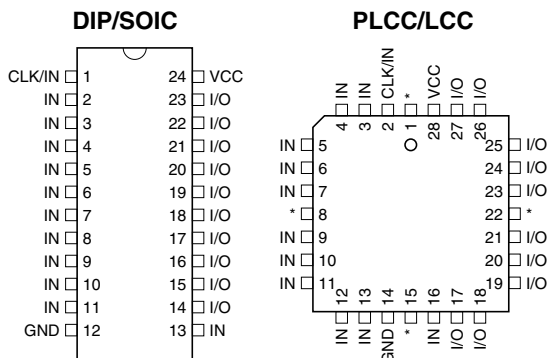 DIP/SOIC
CLK/IN 1 24 VCC
IN 2 23 I/O
IN 3 22 I/O
IN 4 21 I/O
IN 5 20 I/O
IN 6 19 I/O
IN 7 18 I/O
IN 8 17 I/O
IN 9 16 I/O
IN 10 15 I/O
IN 11 14 I/O
GND 12 13 IN
PLCC/LCC
IN IN CLK/IN * VCC I/O I/O
4 3 2 1 28 27 26
IN 5 25 I/O
IN 6 24 I/O
IN 7 23 I/O
* 8 22 *
IN 9 21 I/O
IN 10 20 I/O
IN 11 19 I/O
12 13 14 15 16 17 18
IN IN GND * IN I/O I/O